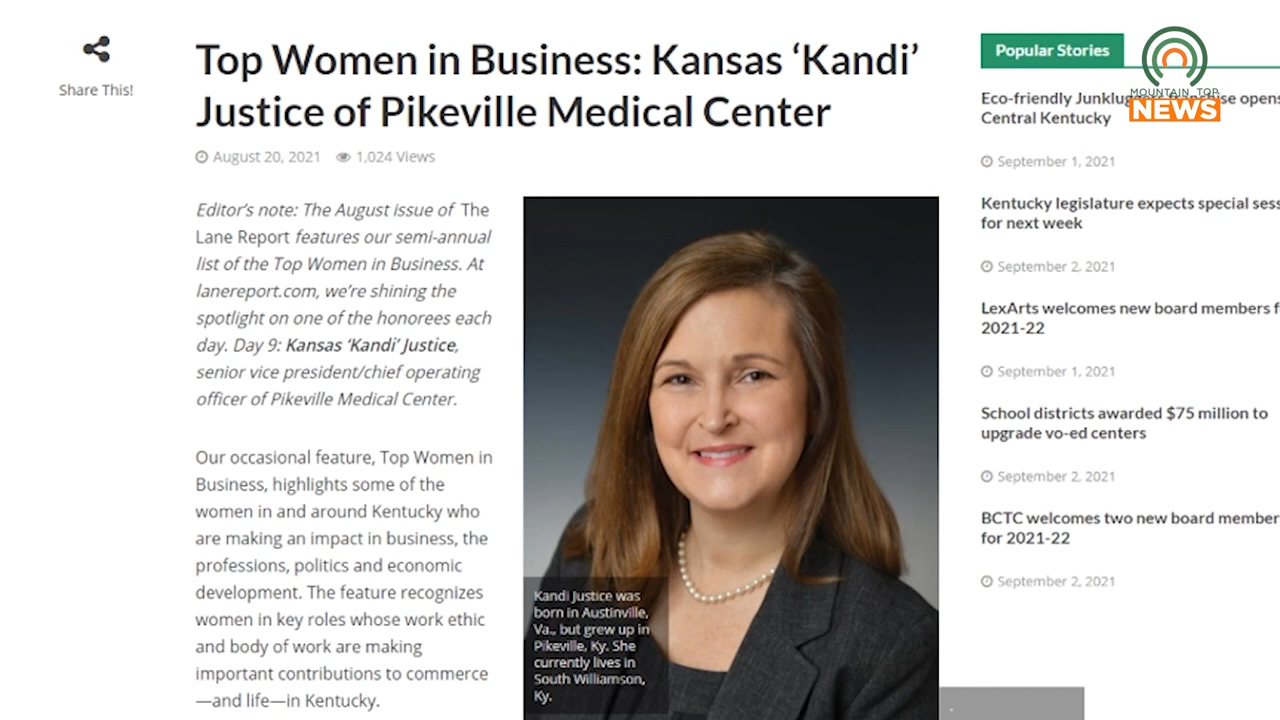 Share This!
Top Women in Business: Kansas ‘Kandi’
Justice of Pikeville Medical Center
August 20, 2021 1,024 Views
Editor’s note: The August issue of The
Lane Report features our semi-annual
list of the Top Women in Business. At
lanereport.com, we’re shining the
spotlight on one of the honorees each
day. Day 9: Kansas ‘Kandi’ Justice,
senior vice president/chief operating
officer of Pikeville Medical Center.
Our occasional feature, Top Women in
Business, highlights some of the
women in and around Kentucky who
are making an impact in business, the
professions, politics and economic
development. The feature recognizes
women in key roles whose work ethic
and body of work are making
important contributions to commerce
—and life—in Kentucky.
Kandi Justice was
born in Austinville,
Va., but grew up in
Pikeville, Ky. She
currently lives in
South Williamson,
Ky.
Popular Stories
MOUNTAIN TOP
NEWS
Eco-friendly Junkluggers franchise opens
Central Kentucky
September 1, 2021
Kentucky legislature expects special sess
for next week
September 2, 2021
LexArts welcomes new board members f
2021-22
September 1, 2021
School districts awarded $75 million to
upgrade vo-ed centers
September 2, 2021
BCTC welcomes two new board member
for 2021-22
September 2, 2021